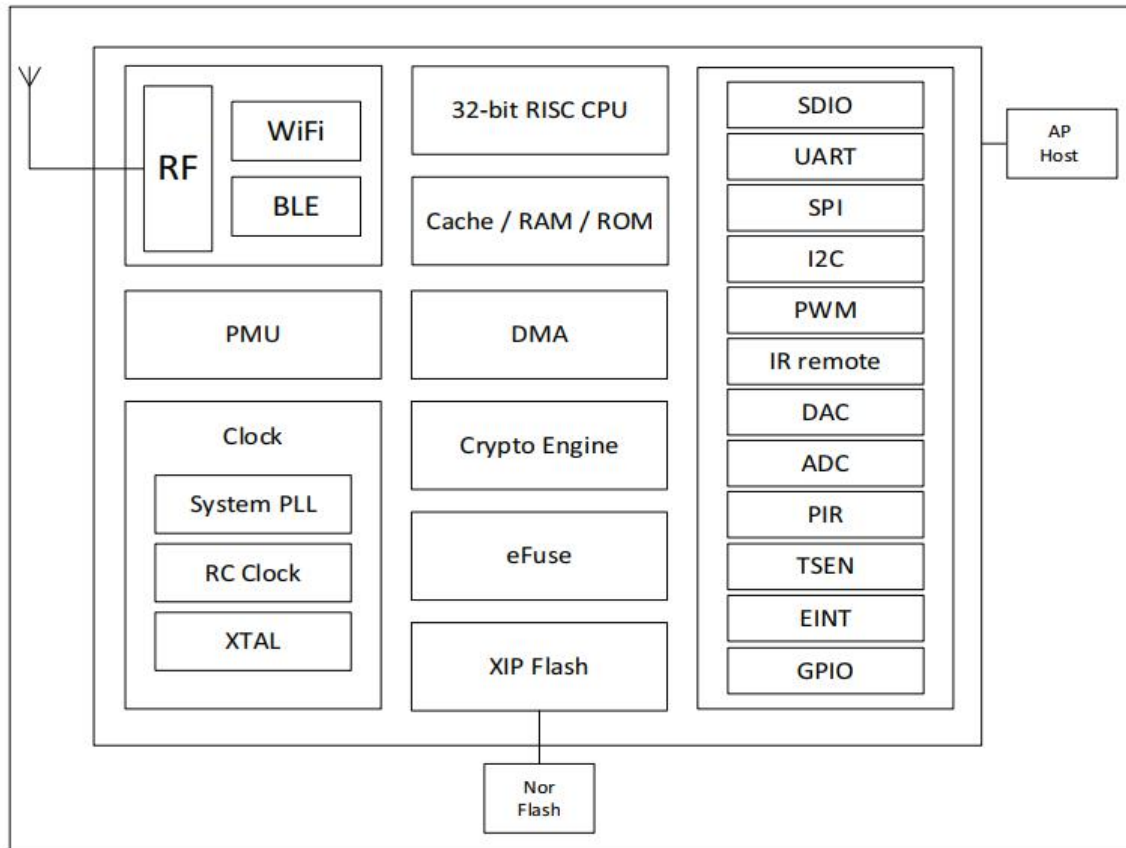 RF
WiFi
BLE
PMU
Clock
System PLL
RC Clock
XTAL
32-bit RISC CPU
Cache / RAM / ROM
DMA
Crypto Engine
eFuse
XIP Flash
SDIO
UART
SPI
I2C
PWM
IR remote
DAC
ADC
PIR
TSEN
EINT
GPIO
AP
Host
Nor
Flash